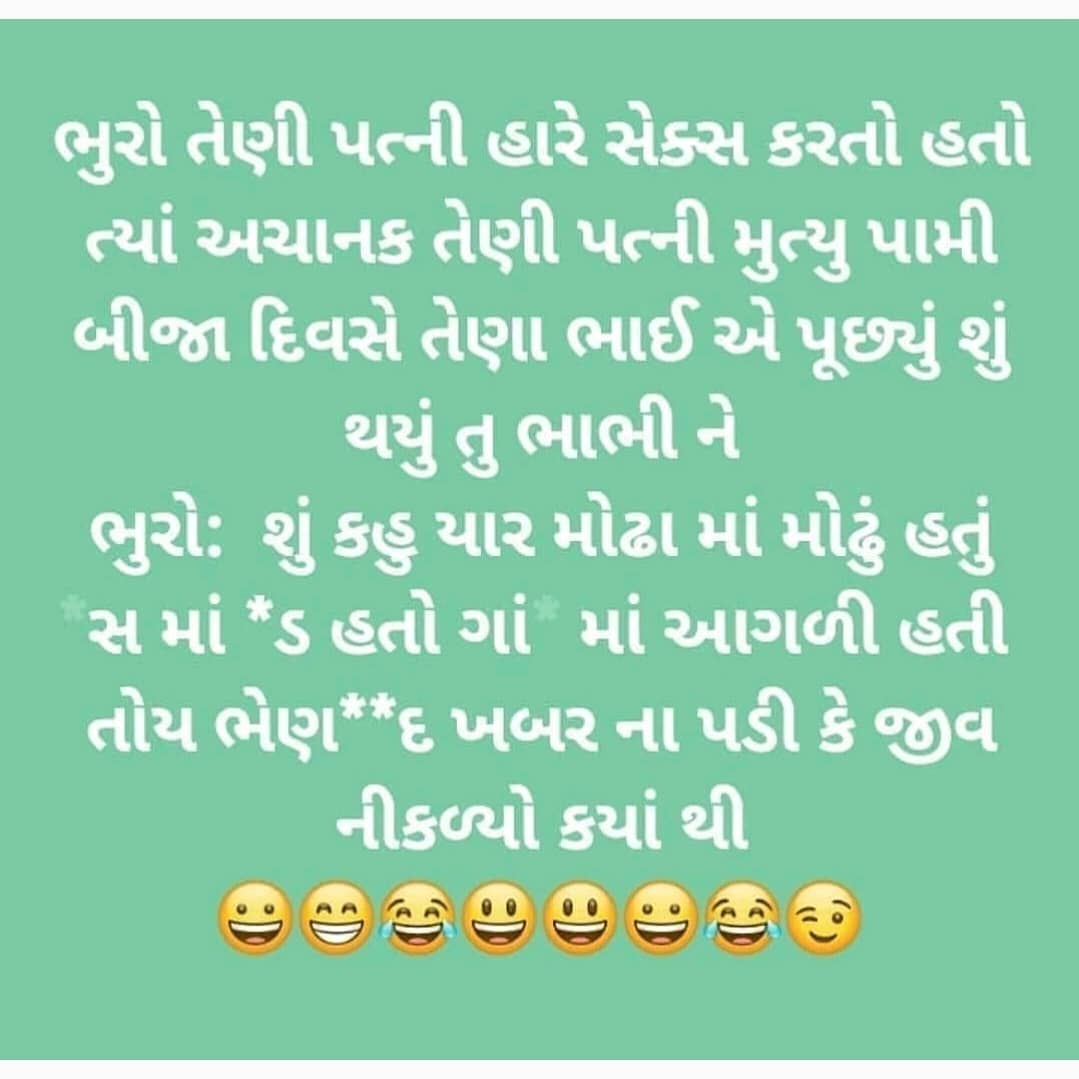 ભુરો તેણી પત્ની હારે સેક્સ કરતો હતો
ત્યાં અચાનક તેણી પત્ની મુત્યુ પામી
બીજા દિવસે તેણા ભાઈ એ પૂછ્યું શું
થયું તુ ભાભી ને
ભુરો: શું કહુ યાર મોઢા માં મોઢું હતું
*સ માં *ડ હતો ગાં* માં આગળી હતી
તોય ભેણ**દ ખબર ના પડી કે જીવ
નીકળ્યો કયાં થી
😀😁😂😃😃😀😂😉